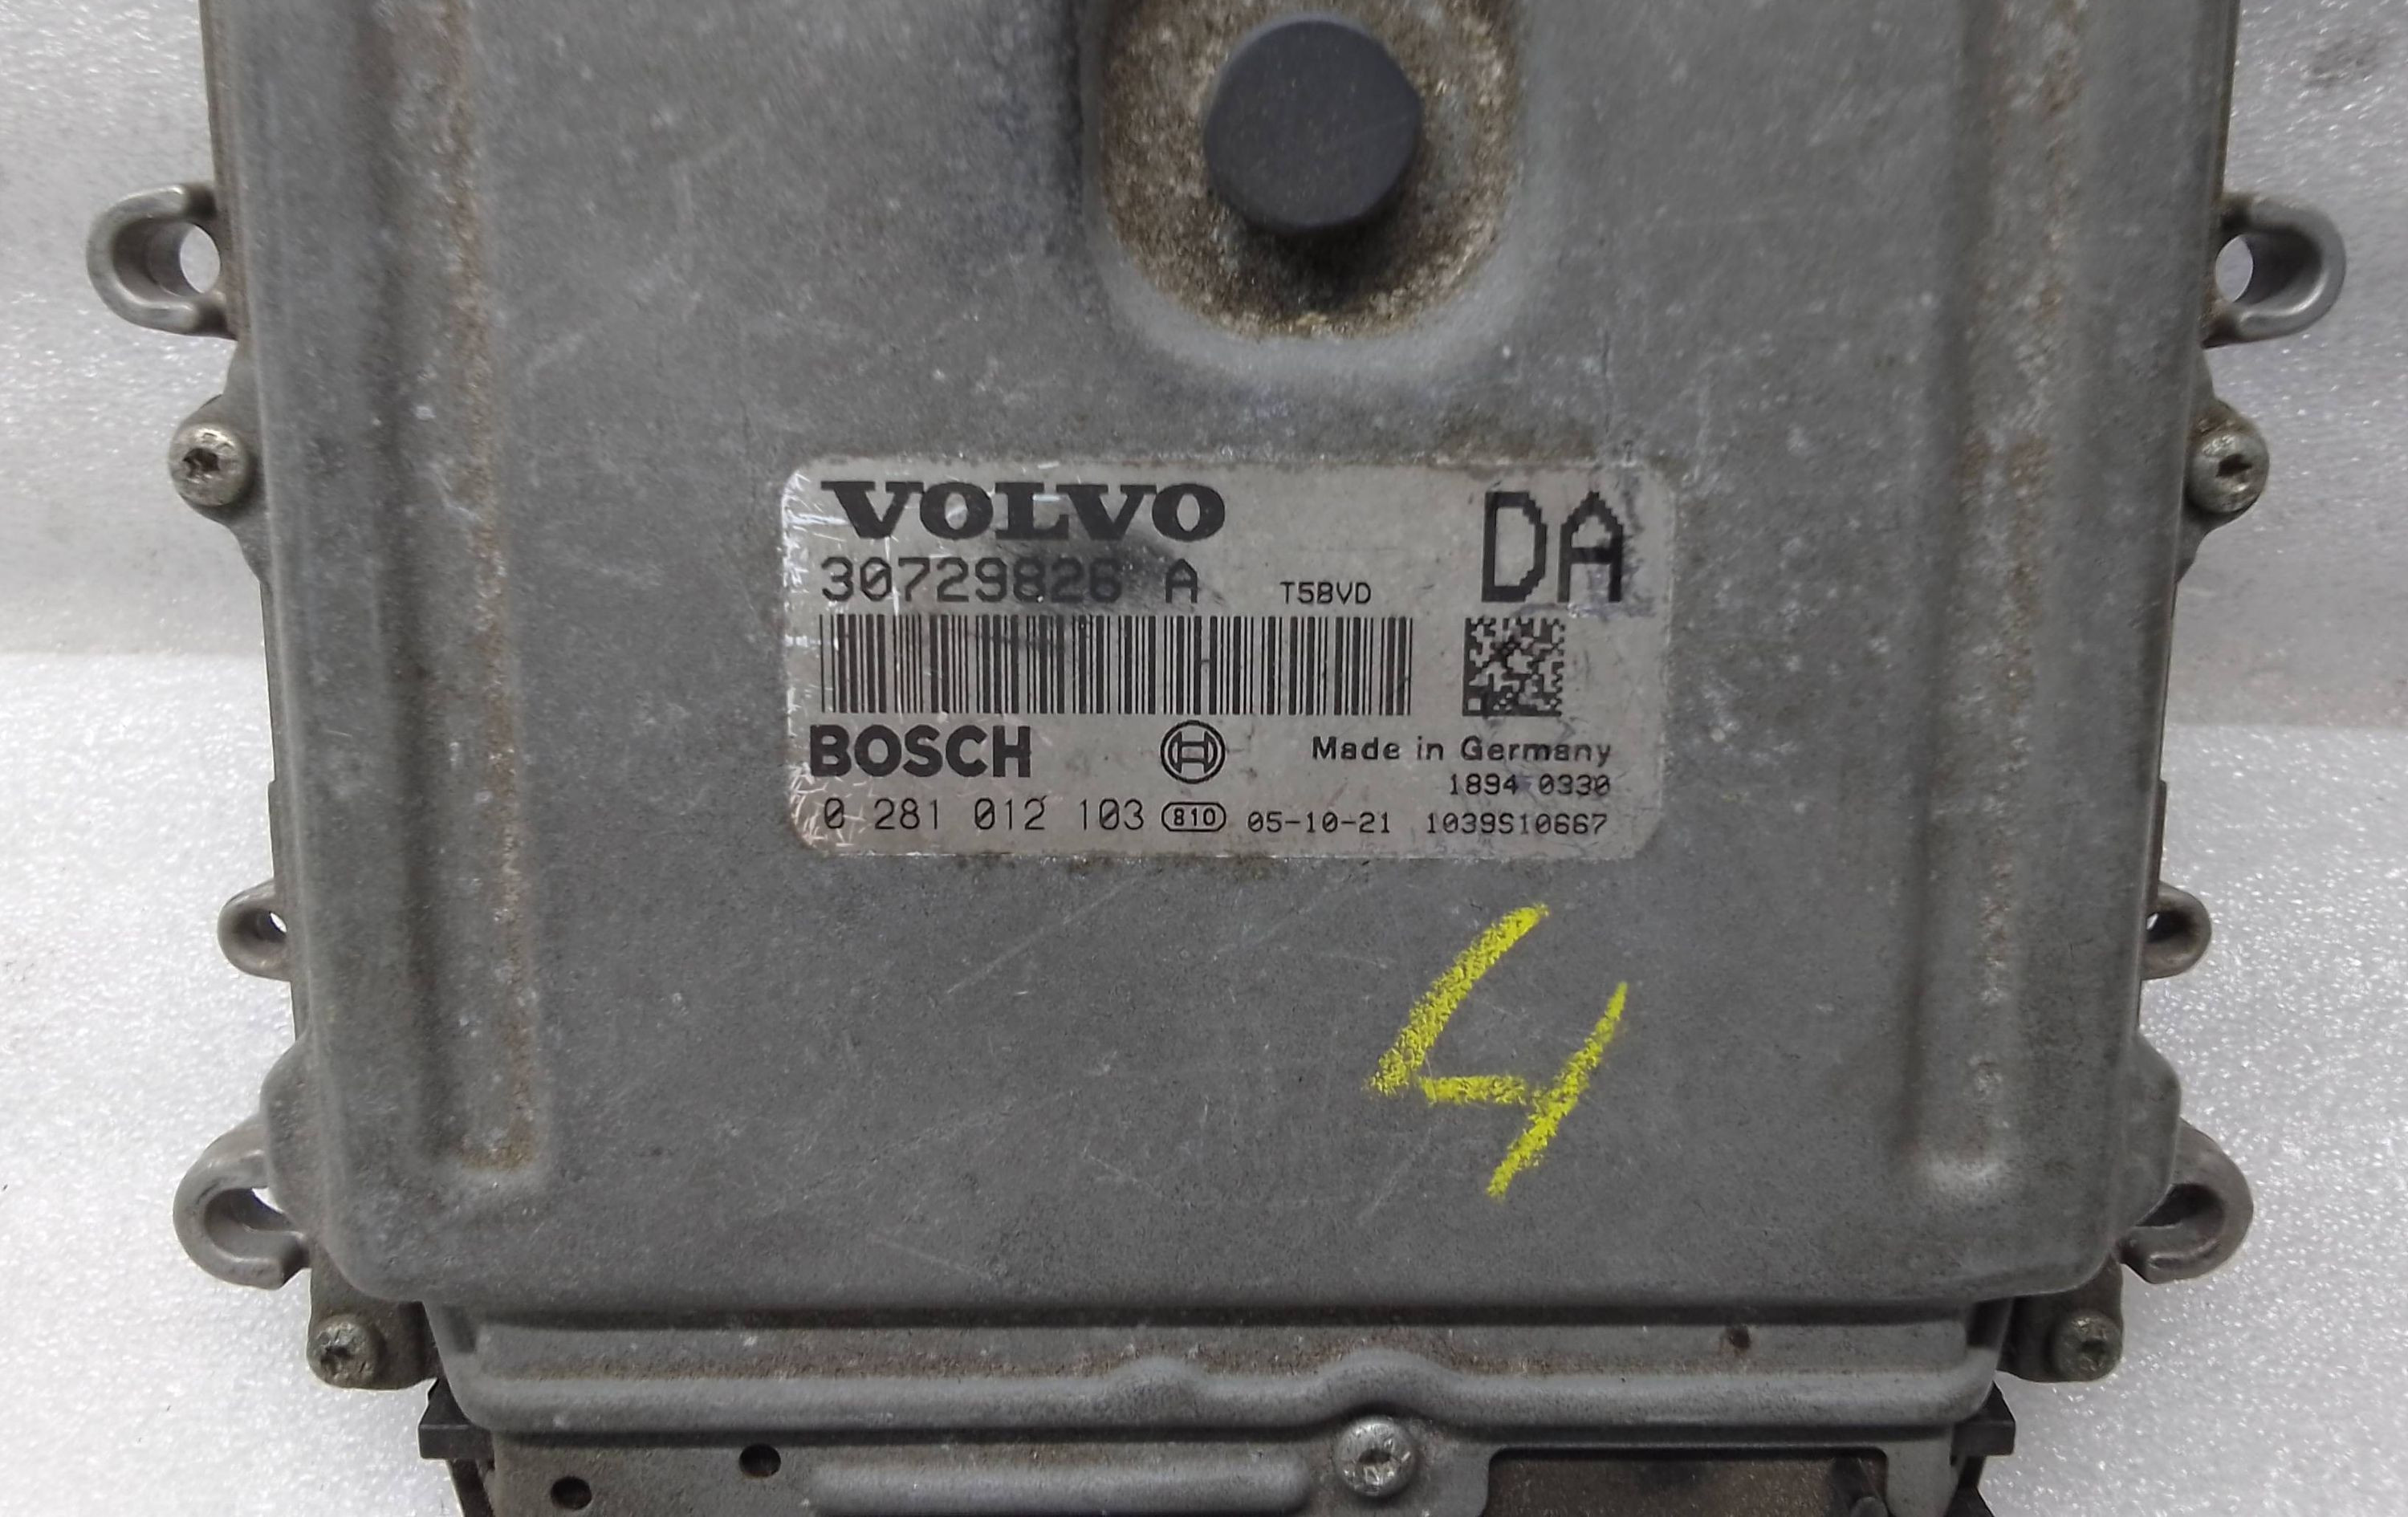 VOLVO
DA
30729826 A T5BVD
BOSCH Made in Germany
1894 0330
0 281 012 103 810 05-10-21 1039S10667
4